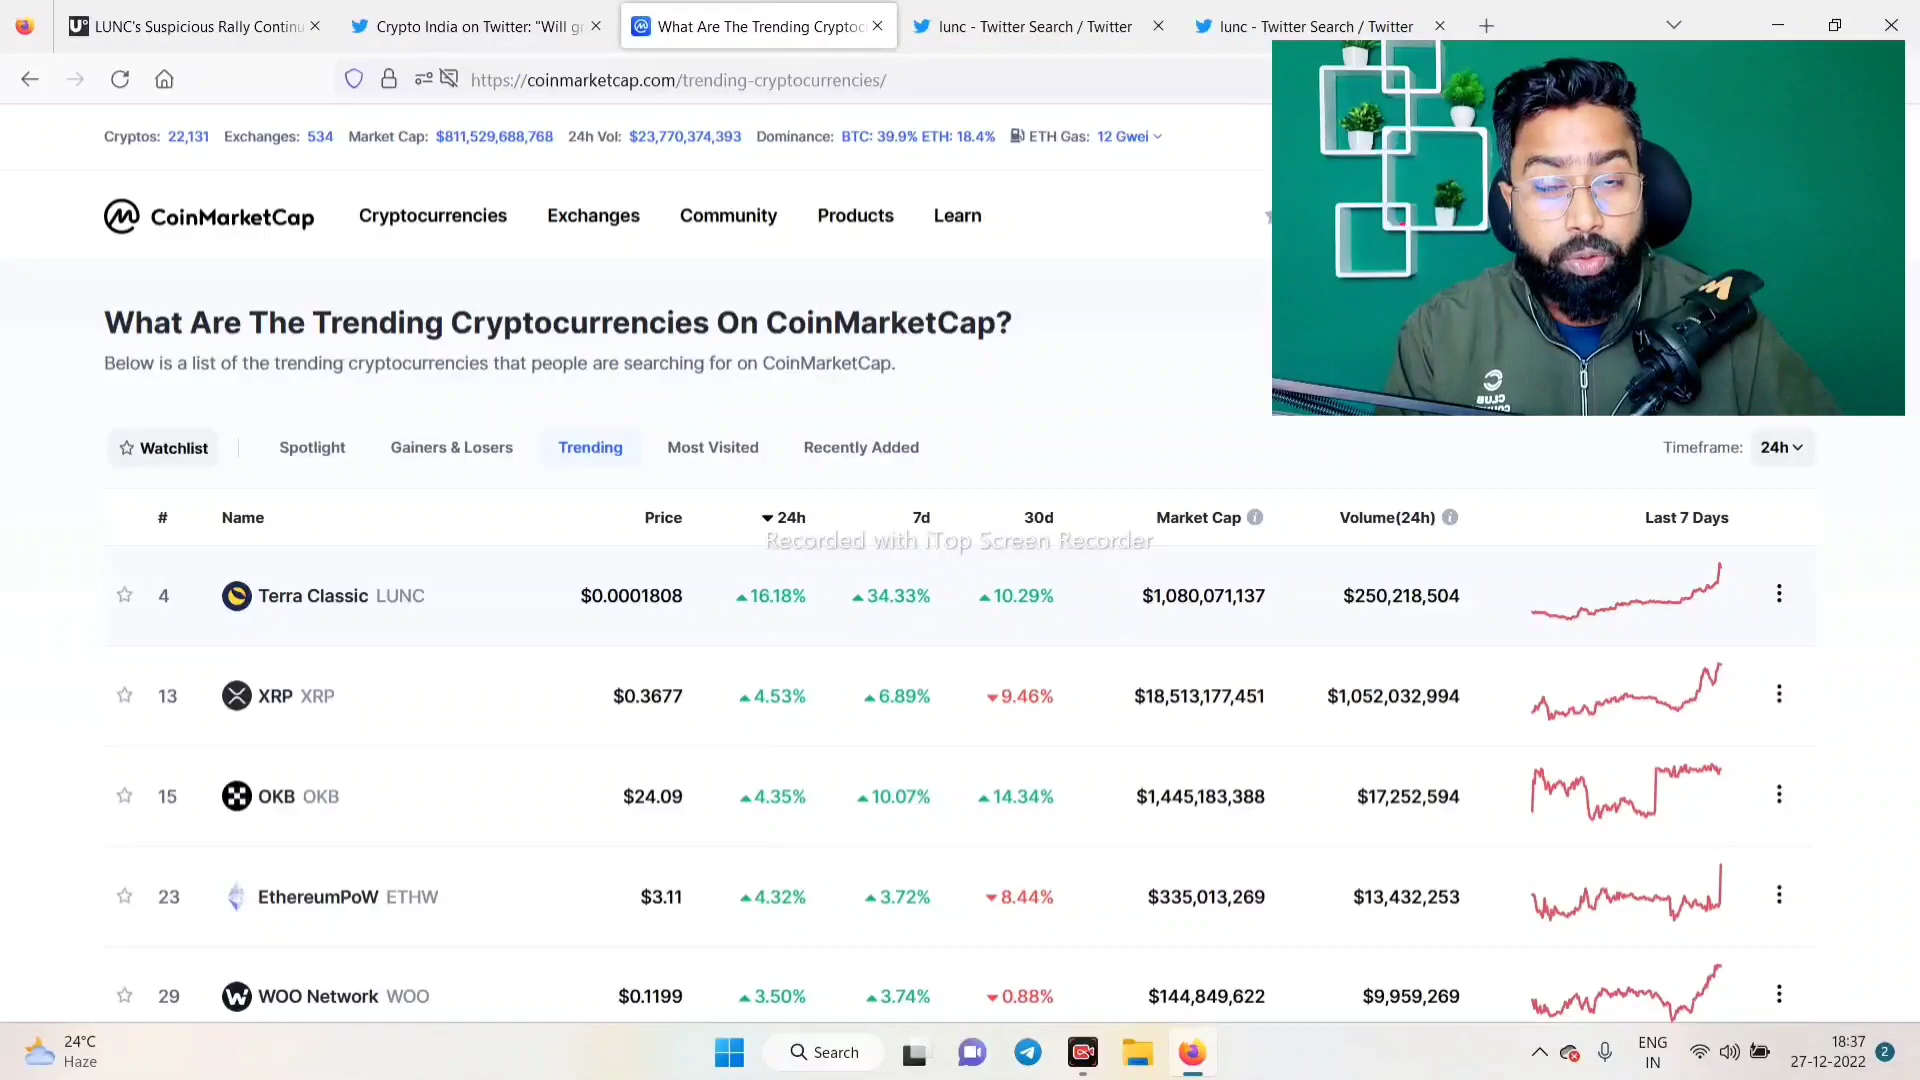 LUNC's Suspicious Rally Continu
Crypto India on Twitter: "Will gr
What Are The Trending Cryptoc
lunc - Twitter Search / Twitter
lunc - Twitter Search / Twitter
https://coinmarketcap.com/trending-cryptocurrencies/
Cryptos: 22,131 Exchanges: 534 Market Cap: $811,529,688,768 24h Vol: $23,770,374,393 Dominance: BTC: 39.9% ETH: 18.4% ETH Gas: 12 Gwei
CoinMarketCap Cryptocurrencies Exchanges Community Products Learn
What Are The Trending Cryptocurrencies On CoinMarketCap?
Below is a list of the trending cryptocurrencies that people are searching for on CoinMarketCap.
Watchlist Spotlight Gainers & Losers Trending Most Visited Recently Added Timeframe: 24h
# Name Price 24h 7d 30d Market Cap Volume(24h) Last 7 Days
Recorded with iTop Screen Recorder
4 Terra Classic LUNC $0.0001808 16.18% 34.33% 10.29% $1,080,071,137 $250,218,504
13 XRP XRP $0.3677 4.53% 6.89% 9.46% $18,513,177,451 $1,052,032,994
15 OKB OKB $24.09 4.35% 10.07% 14.34% $1,445,183,388 $17,252,594
23 EthereumPoW ETHW $3.11 4.32% 3.72% 8.44% $335,013,269 $13,432,253
29 WOO Network WOO $0.1199 3.50% 3.74% 0.88% $144,849,622 $9,959,269
24°C
Haze
Search
ENG
IN
18:37
27-12-2022
2